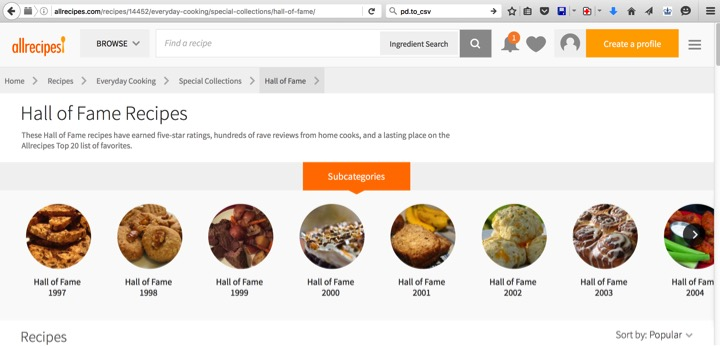 allrecipes.com/recipes/14452/everyday-cooking/special-collections/hall-of-fame/
pd.to_csv
allrecipes
BROWSE
Find a recipe
Ingredient Search
1
Create a profile
Home
Recipes
Everyday Cooking
Special Collections
Hall of Fame
Hall of Fame Recipes
These Hall of Fame recipes have earned five-star ratings, hundreds of rave reviews from home cooks, and a lasting place on the
Allrecipes Top 20 list of favorites.
Subcategories
Hall of Fame
1997
Hall of Fame
1998
Hall of Fame
1999
Hall of Fame
2000
Hall of Fame
2001
Hall of Fame
2002
Hall of Fame
2003
Hall of Fam
2004
Recipes
Sort by: Popular